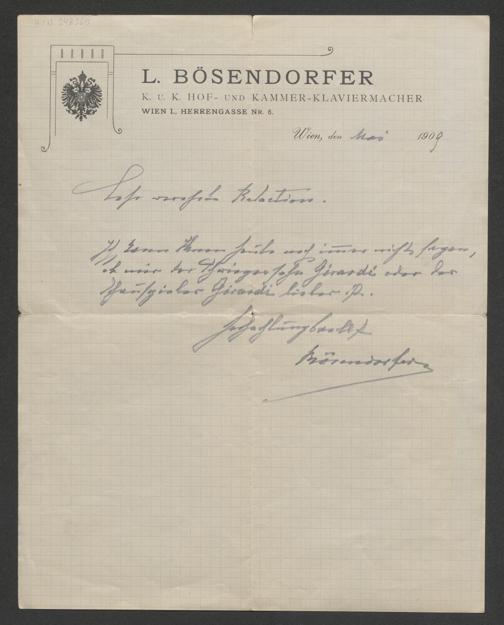 L. BÖSENDORFER
K. U. K. HOF- UND KAMMER-KLAVIERMACHER
WIEN I., HERRENGASSE NR. 6.
Wien, den Mai 1909
Sehr verehrte Redaction.
Ich kann Ihnen heute noch immer nicht sagen,
ob mir der Schwiegersohn Girardi oder der
Schauspieler Girardi lieber ist.
Hochachtungsvollst
Bösendorfer